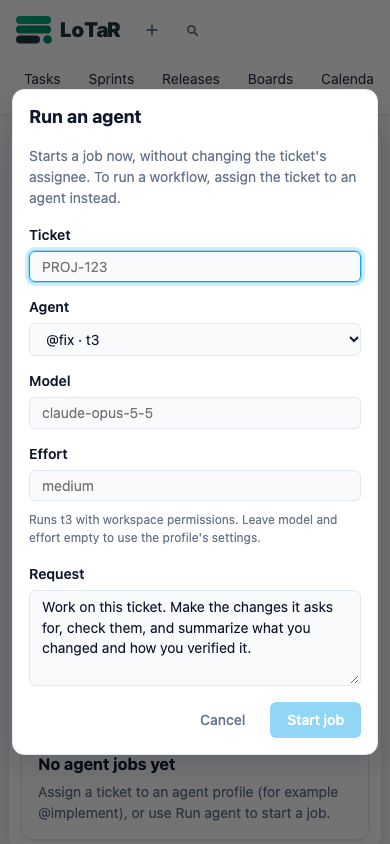 LoTaR
Tasks Sprints Releases Boards Calenda
Run an agent
Starts a job now, without changing the ticket's
assignee. To run a workflow, assign the ticket to an
agent instead.
Ticket
PROJ-123
Agent
@fix · t3
Model
claude-opus-5-5
Effort
medium
Runs t3 with workspace permissions. Leave model and
effort empty to use the profile's settings.
Request
Work on this ticket. Make the changes it asks
for, check them, and summarize what you
changed and how you verified it.
Cancel Start job
No agent jobs yet
Assign a ticket to an agent profile (for example
@implement), or use Run agent to start a job.